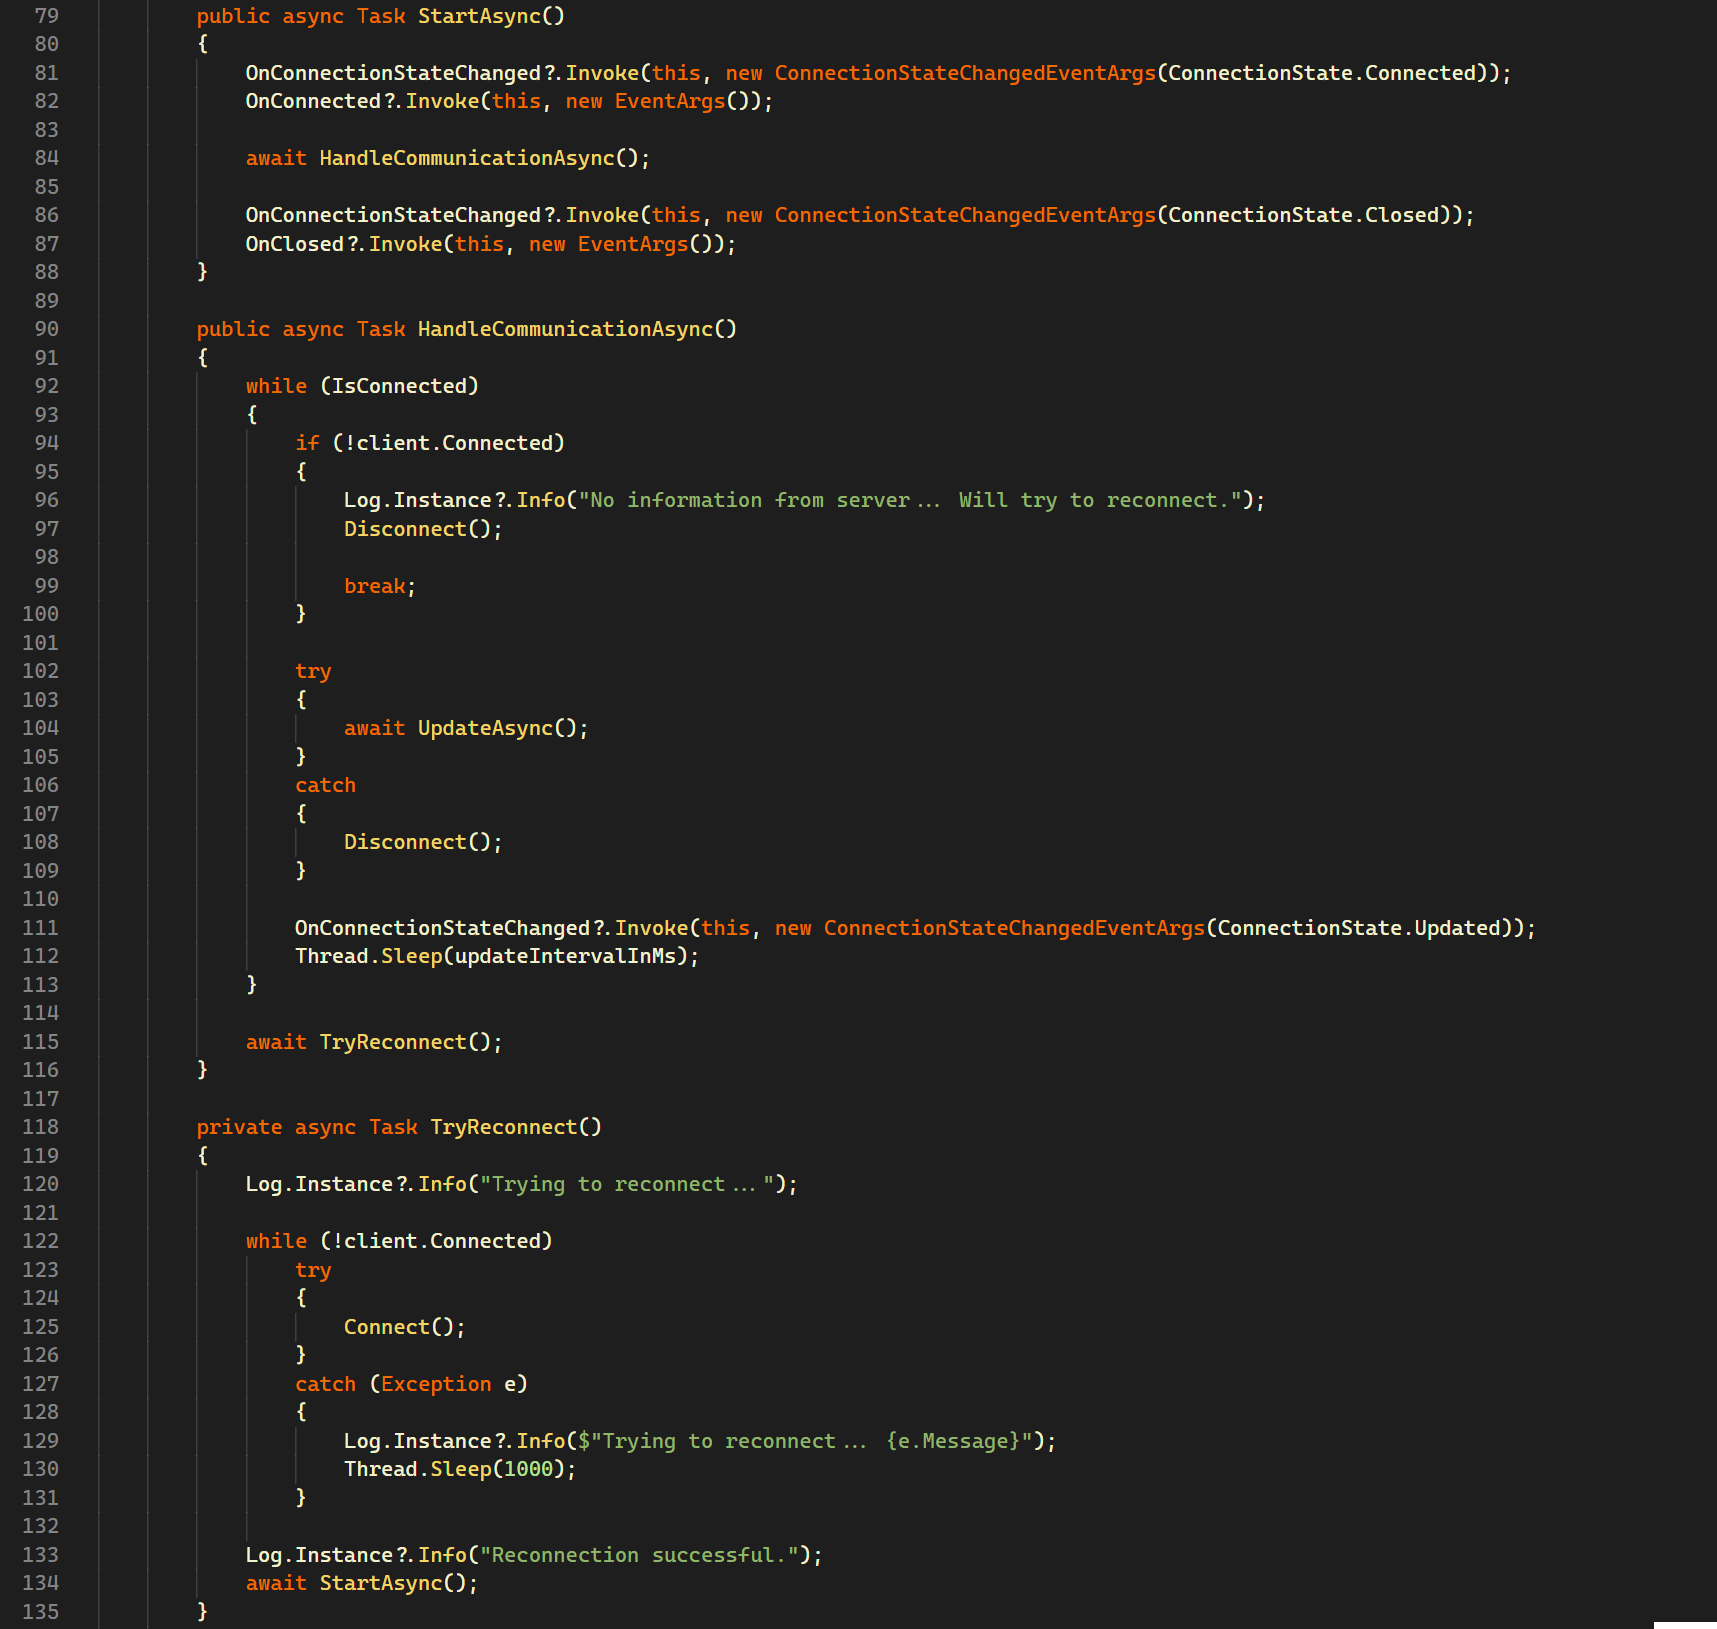 79 public async Task StartAsync()
80 {
81 OnConnectionStateChanged?.Invoke(this, new ConnectionStateChangedEventArgs(ConnectionState.Connected));
82 OnConnected?.Invoke(this, new EventArgs());
83
84 await HandleCommunicationAsync();
85
86 OnConnectionStateChanged?.Invoke(this, new ConnectionStateChangedEventArgs(ConnectionState.Closed));
87 OnClosed?.Invoke(this, new EventArgs());
88 }
89
90 public async Task HandleCommunicationAsync()
91 {
92 while (IsConnected)
93 {
94 if (!client.Connected)
95 {
96 Log.Instance?.Info("No information from server... Will try to reconnect.");
97 Disconnect();
98
99 break;
100 }
101
102 try
103 {
104 await UpdateAsync();
105 }
106 catch
107 {
108 Disconnect();
109 }
110
111 OnConnectionStateChanged?.Invoke(this, new ConnectionStateChangedEventArgs(ConnectionState.Updated));
112 Thread.Sleep(updateIntervalInMs);
113 }
114
115 await TryReconnect();
116 }
117
118 private async Task TryReconnect()
119 {
120 Log.Instance?.Info("Trying to reconnect...");
121
122 while (!client.Connected)
123 try
124 {
125 Connect();
126 }
127 catch (Exception e)
128 {
129 Log.Instance?.Info($"Trying to reconnect... {e.Message}");
130 Thread.Sleep(1000);
131 }
132
133 Log.Instance?.Info("Reconnection successful.");
134 await StartAsync();
135 }